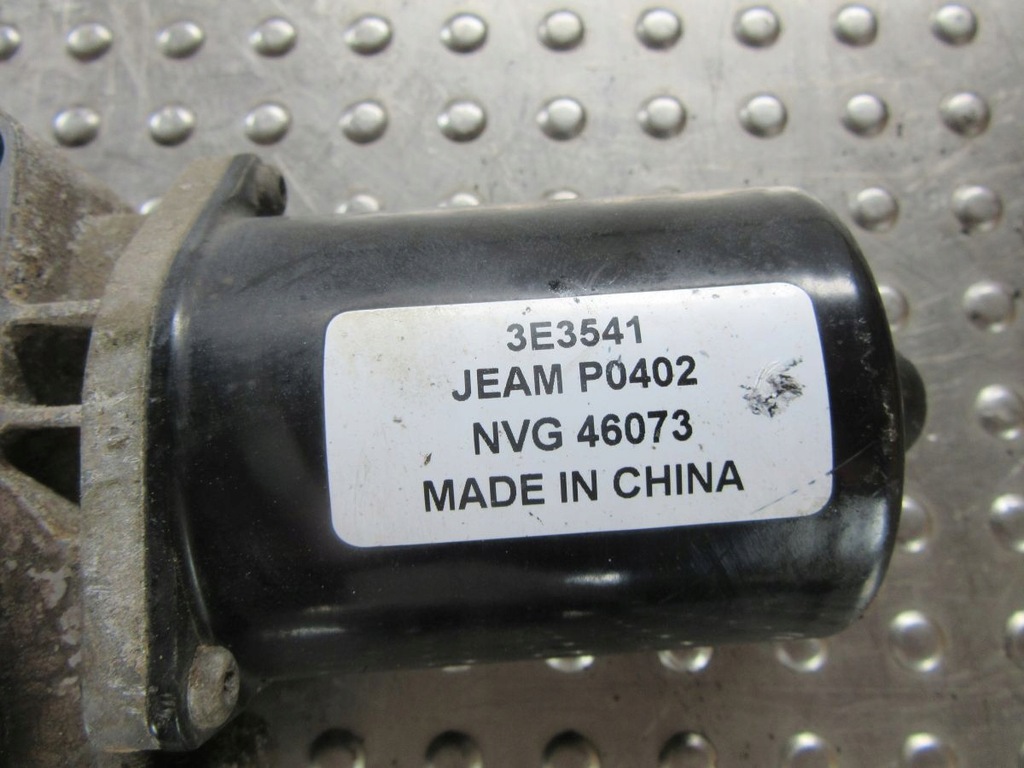 3E3541
JEAM P0402
NVG 46073
MADE IN CHINA